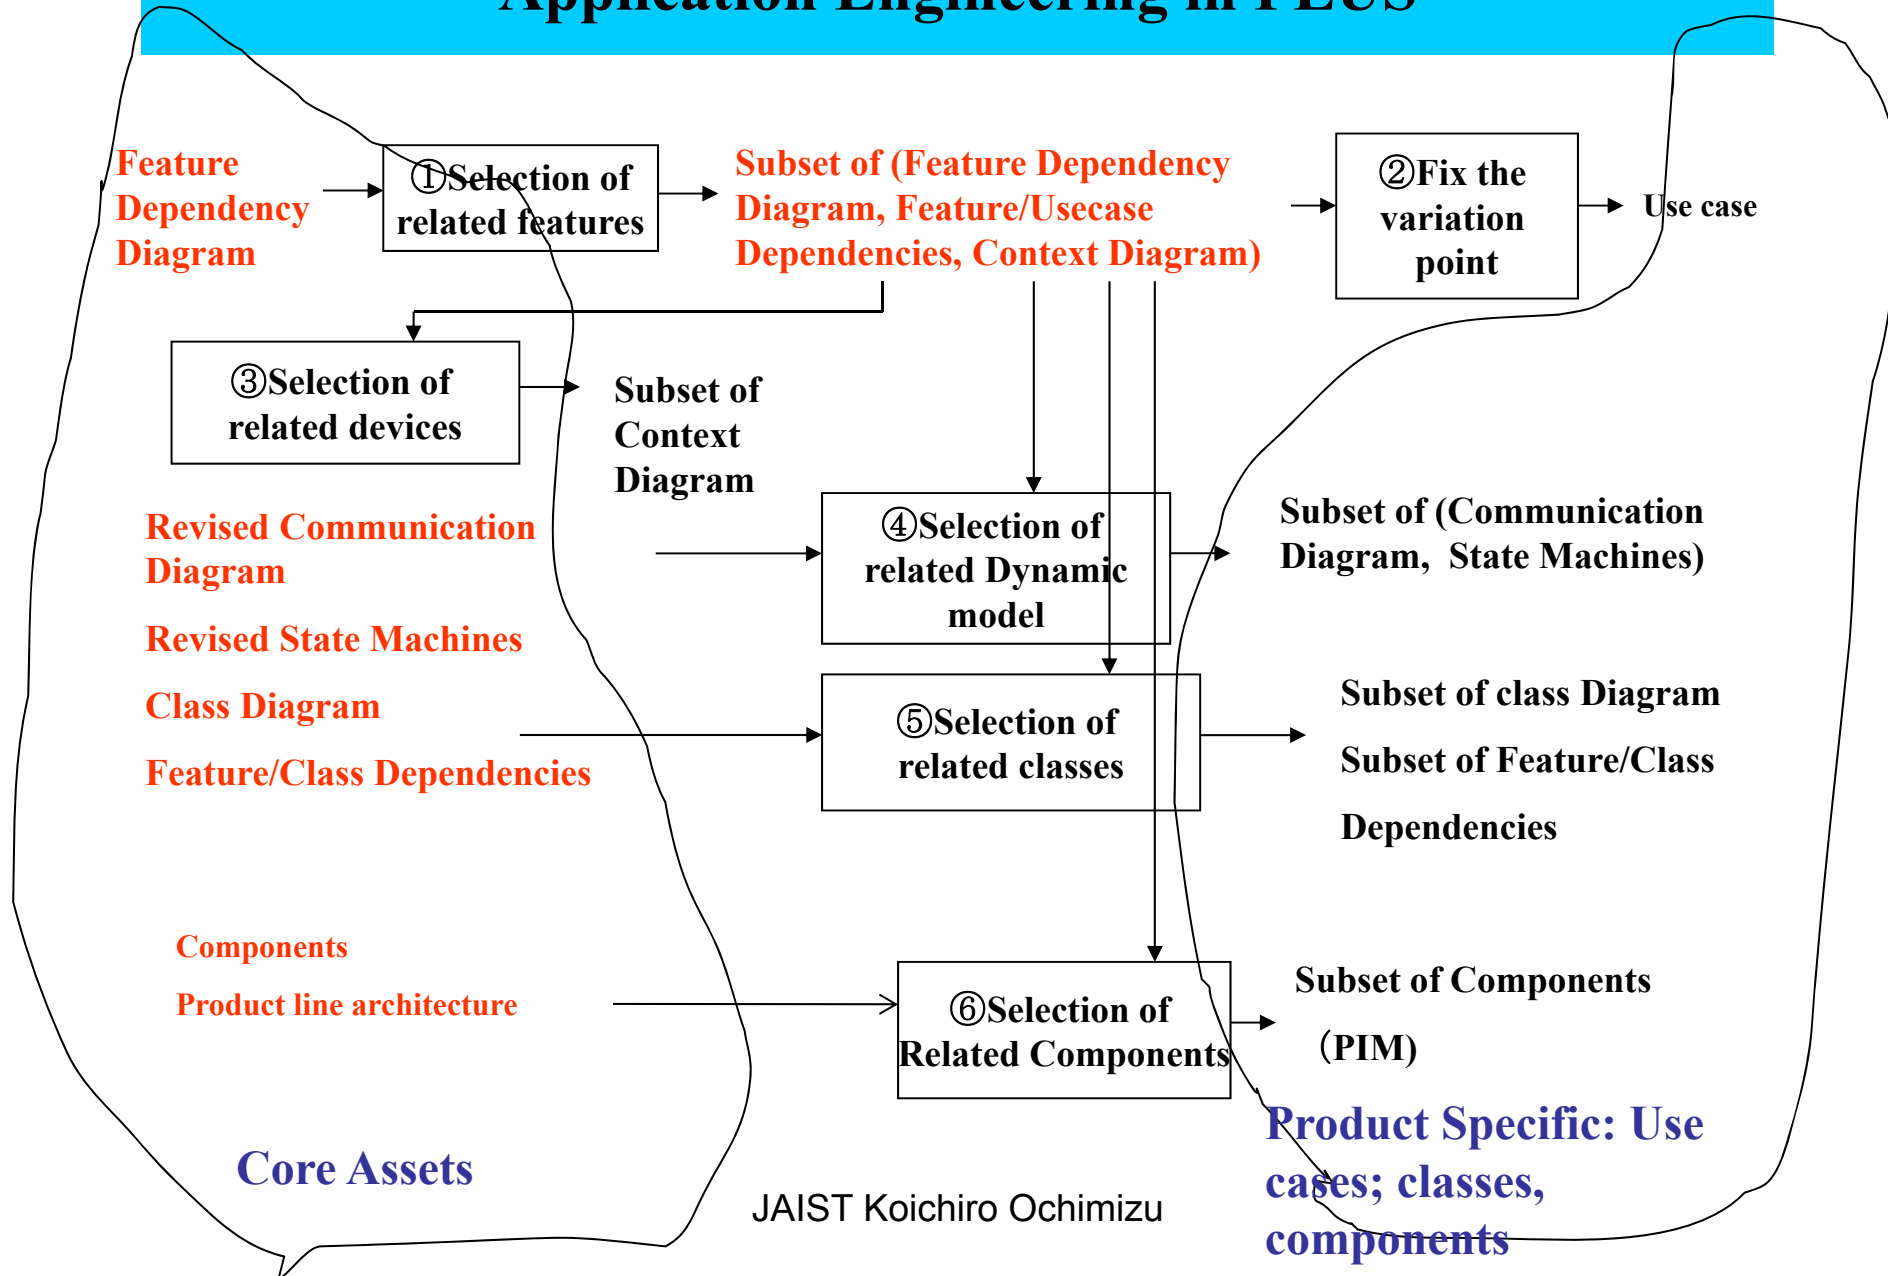 Application Engineering in PLUS
Feature
Dependency
Diagram
①Selection of
related features
Subset of (Feature Dependency
Diagram, Feature/Usecase
Dependencies, Context Diagram)
②Fix the
variation
point
Use case
③Selection of
related devices
Subset of
Context
Diagram
Revised Communication
Diagram
Revised State Machines
Class Diagram
Feature/Class Dependencies
④Selection of
related Dynamic
model
Subset of (Communication
Diagram, State Machines)
⑤Selection of
related classes
Subset of class Diagram
Subset of Feature/Class
Dependencies
Components
Product line architecture
⑥Selection of
Related Components
Subset of Components
（PIM)
Core Assets
Product Specific: Use
cases; classes,
components
JAIST Koichiro Ochimizu